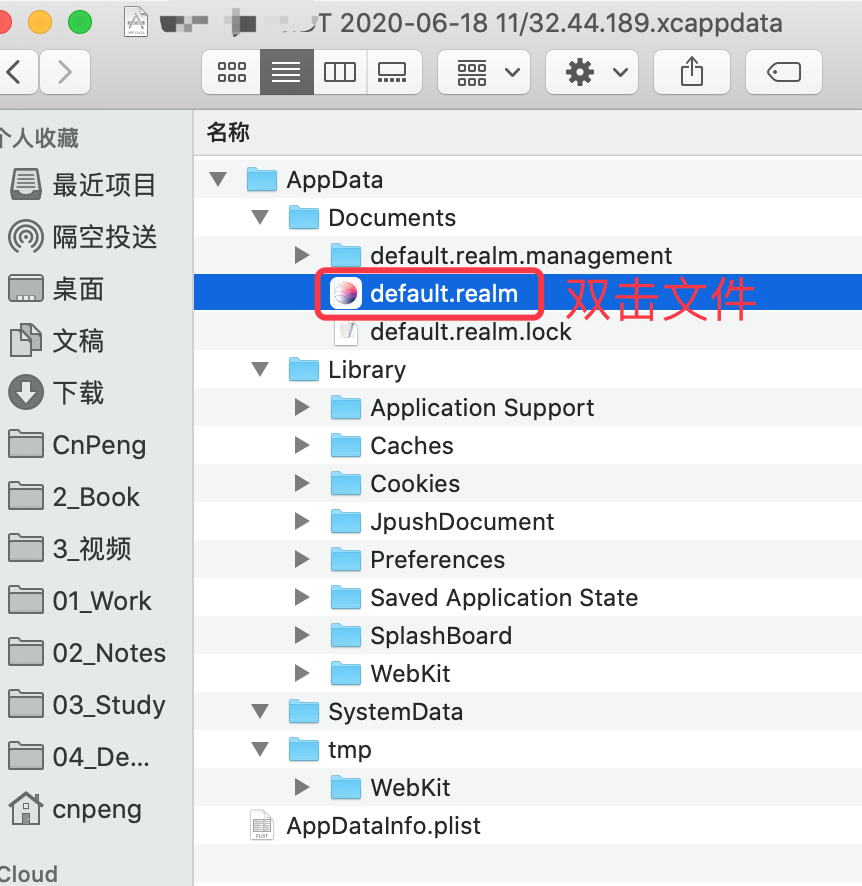 T 2020-06-18 11/32.44.189.xcappdata
个人收藏
最近项目
隔空投送
桌面
文稿
下载
CnPeng
2_Book
3_视频
01_Work
02_Notes
03_Study
04_De...
cnpeng
Cloud
名称
AppData
Documents
default.realm.management
default.realm
双击文件
default.realm.lock
Library
Application Support
Caches
Cookies
JpushDocument
Preferences
Saved Application State
SplashBoard
WebKit
SystemData
tmp
WebKit
AppDataInfo.plist